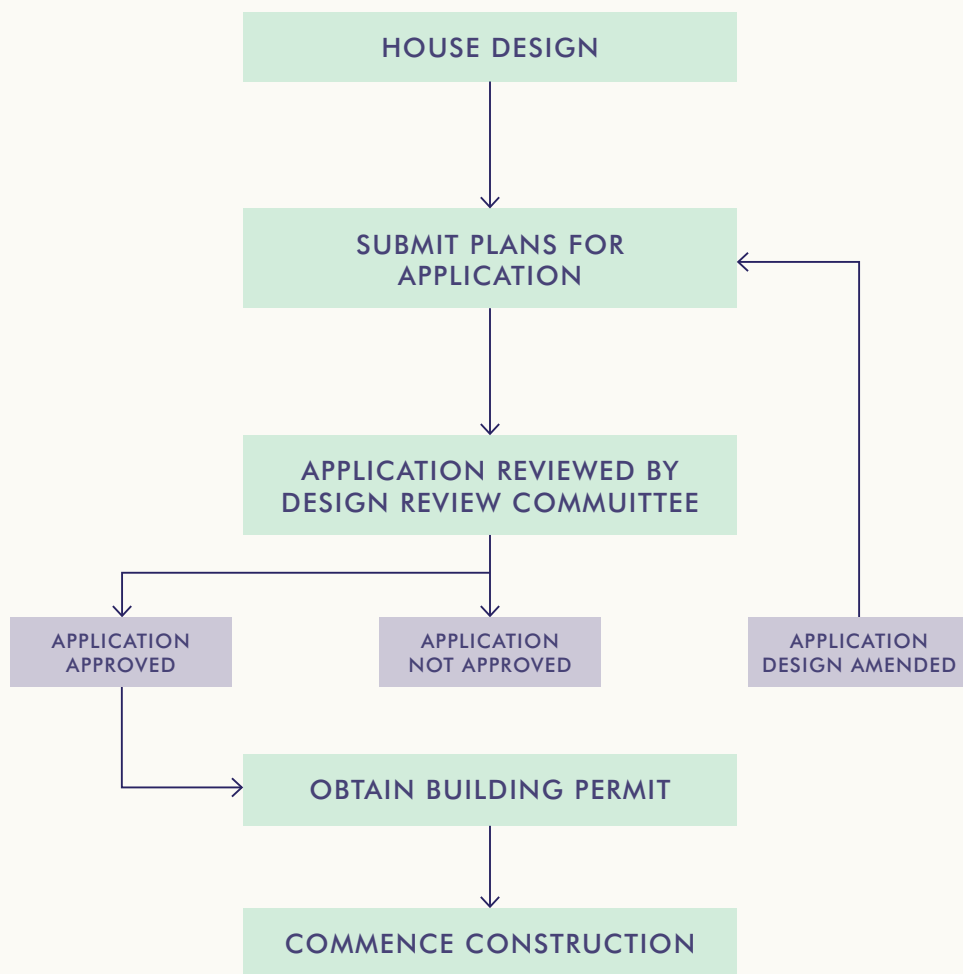 HOUSE DESIGN
SUBMIT PLANS FOR
APPLICATION
APPLICATION REVIEWED BY
DESIGN REVIEW COMMUITTEE
APPLICATION
APPROVED
APPLICATION
NOT APPROVED
APPLICATION
DESIGN AMENDED
OBTAIN BUILDING PERMIT
COMMENCE CONSTRUCTION